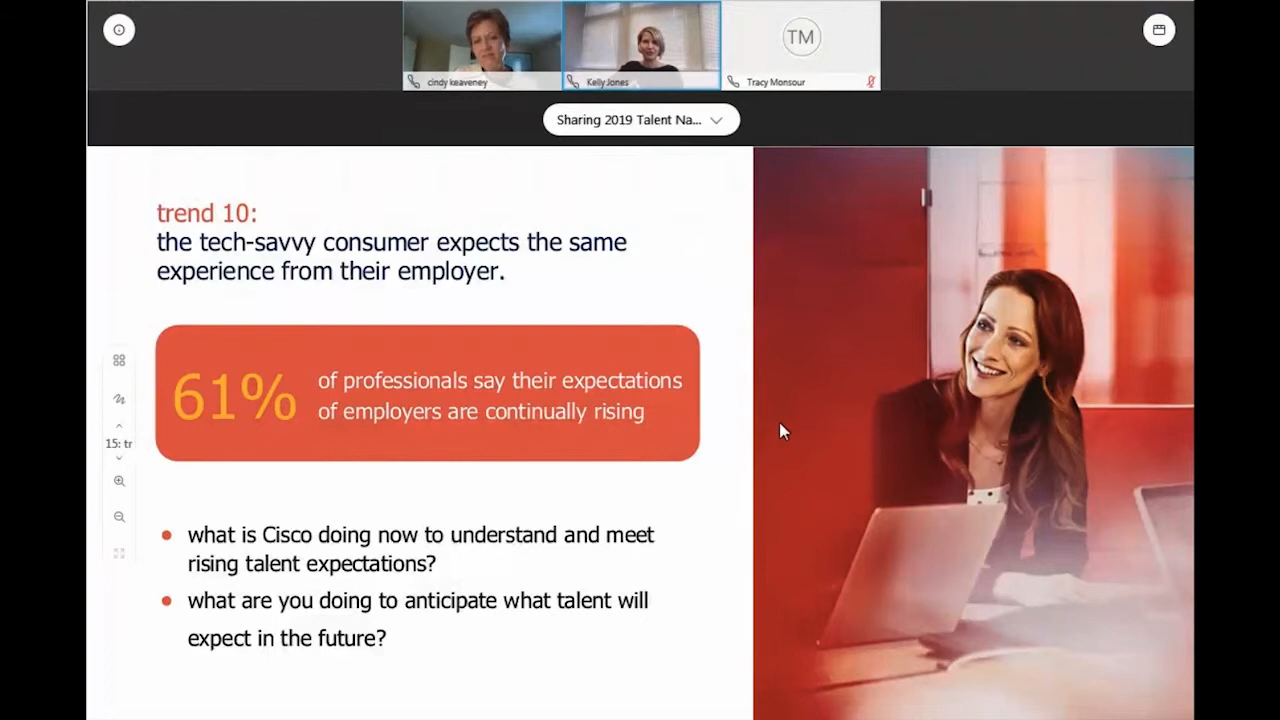 cindy keaveney
Kelly Jones
TM
Tracy Monsour
Sharing 2019 Talent Na...
trend 10:
the tech-savvy consumer expects the same
experience from their employer.
61%
of professionals say their expectations
of employers are continually rising
15: tr
what is Cisco doing now to understand and meet
rising talent expectations?
what are you doing to anticipate what talent will
expect in the future?